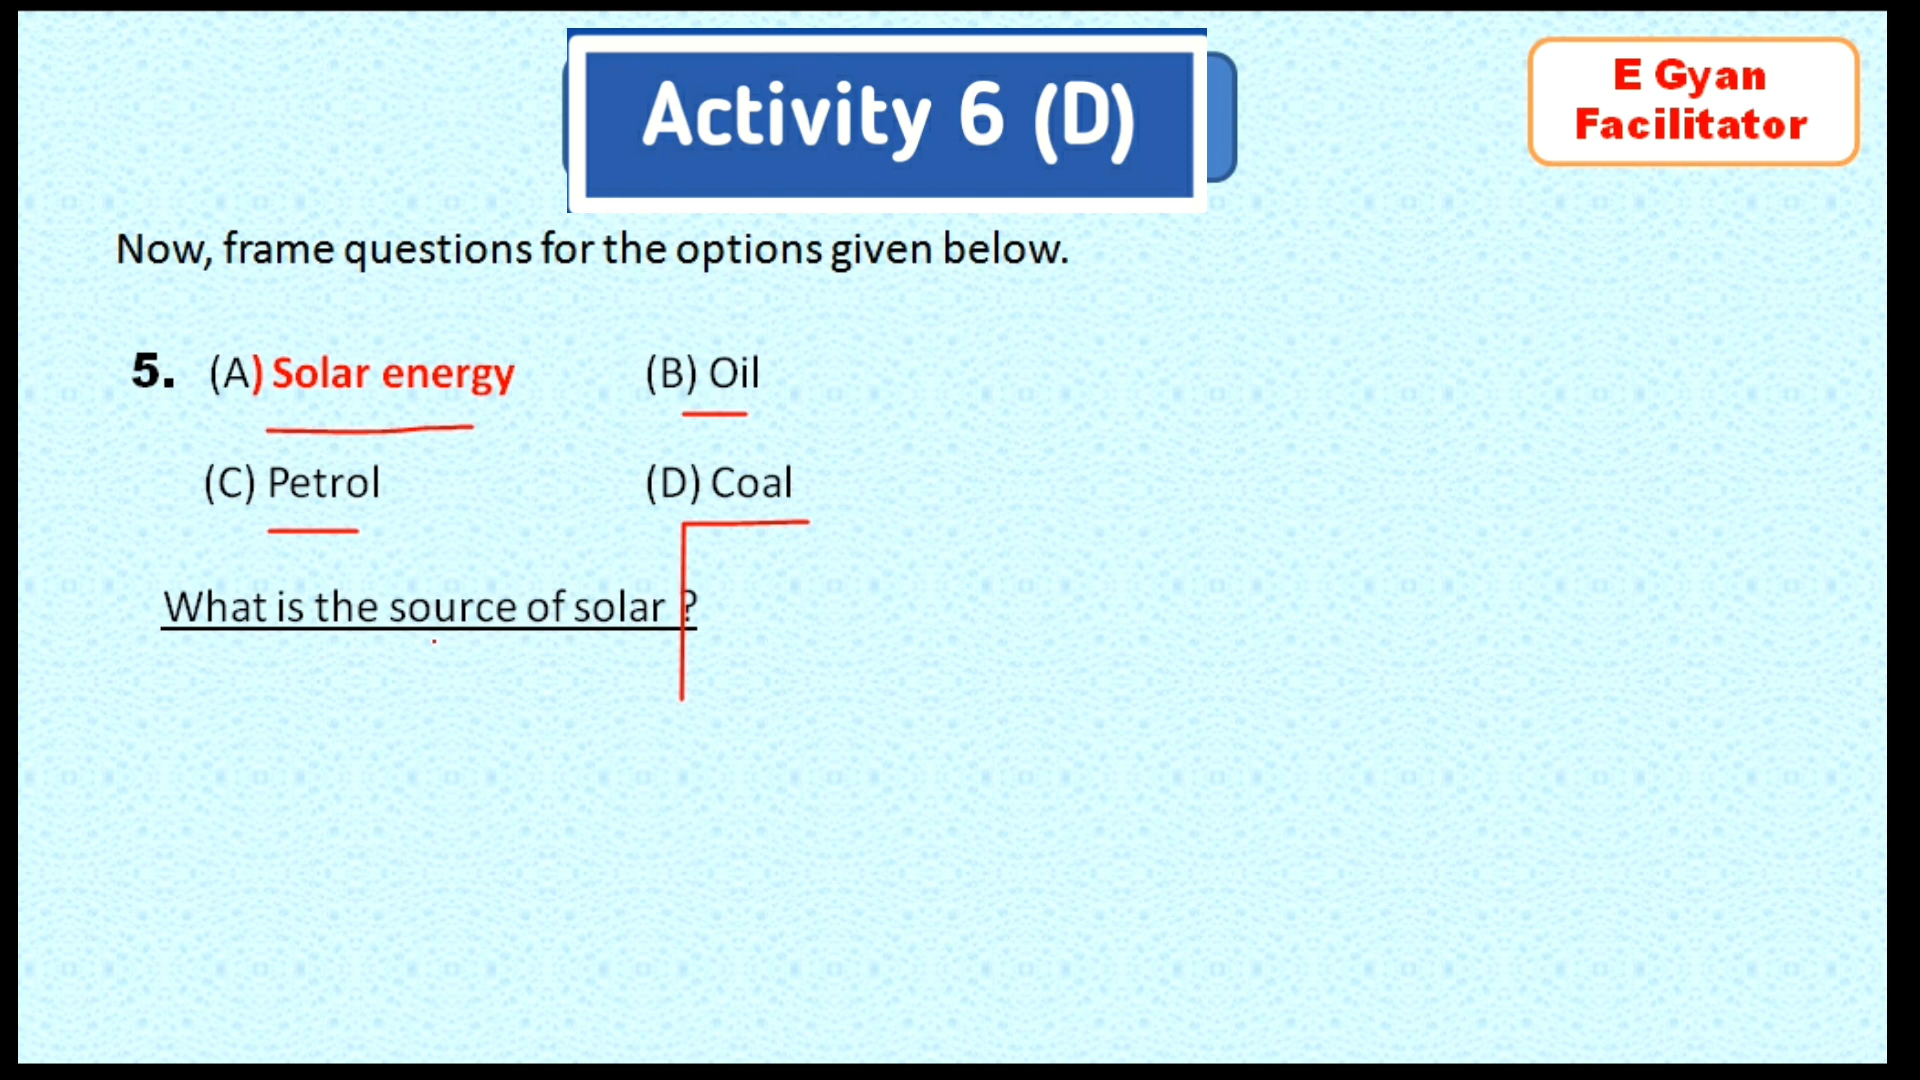 Activity 6 (D)
E Gyan
Facilitator
Now, frame questions for the options given below.
5. (A) Solar energy (B) Oil
(C) Petrol (D) Coal
What is the source of solar ?